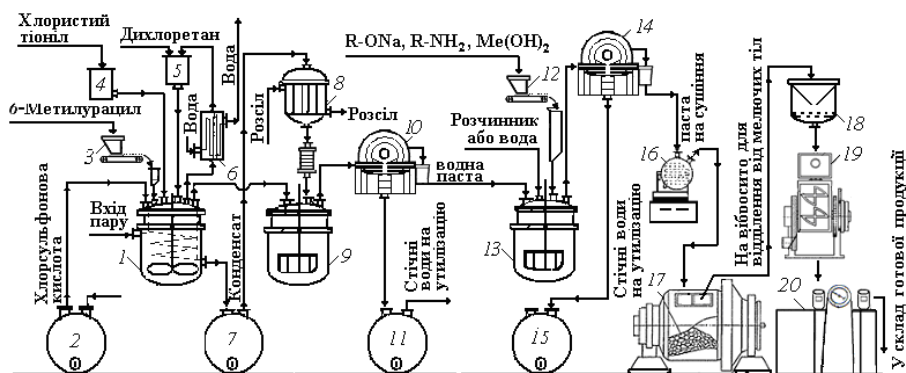 Хлористий
тіоніл
4
6-Метилурацил
3
Дихлоретан
5
Вода
Вода
6
Хлорсульфонова
кислота
Вхід
пару
1
2
Конденсат
7
Розсіл
8
Розсіл
9
10
водна
паста
Стічні
води на
утилізацію
11
R-ONa, R-NH2, Me(OH)2
12
Розчинник
або вода
13
14
Стічні води
на утилізацію
15
паста
на сушіння
16
17
На вібросито для
відділення від мелючих тіл
18
19
20
У склад готової продукції